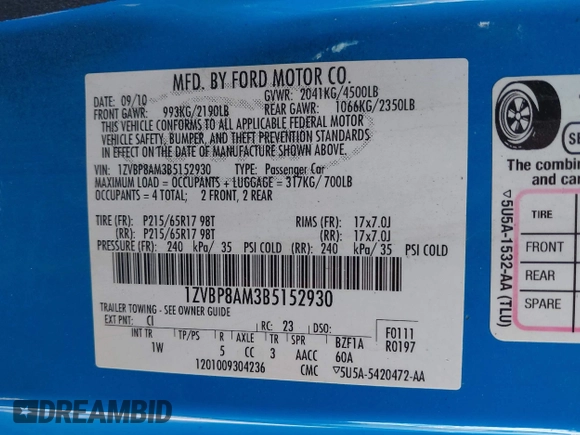 MFD. BY FORD MOTOR CO.
DATE: 09/10 GVWR: 2041KG/4500LB
FRONT GAWR: 993KG/2190LB REAR GAWR: 1066KG/2350LB
THIS VEHICLE CONFORMS TO ALL APPLICABLE FEDERAL MOTOR
VEHICLE SAFETY, BUMPER, AND THEFT PREVENTION STANDARDS
IN EFFECT ON THE DATE OF MANUFACTURE SHOWN ABOVE.
VIN: 1ZVBP8AM3B5152930 TYPE: Passenger Car
MAXIMUM LOAD = OCCUPANTS + LUGGAGE = 317KG/700LB
OCCUPANTS = 4 TOTAL; 2 FRONT, 2 REAR
TIRE (FR): P215/65R17 98T RIMS (FR): 17x7.0J
(RR): P215/65R17 98T (RR): 17x7.0J
PRESSURE (FR): 240 kPa/ 35 PSI COLD (RR): 240 kPa/ 35 PSI COLD
1ZVBP8AM3B5152930
TRAILER TOWING - SEE OWNER GUIDE
EXT PNT: CI RC: 23 DSO: F0111
INT TR TP/PS R AXLE TR SPR BZF1A R0197
1W 5 CC 3 AACC 60A
1201009304236 CMC ▽5U5A-5420472-AA
▽5U5A-1532-AA (TLU)
SE
The combin
and car
TIRE
FRONT
REAR
SPARE
DREAMBID